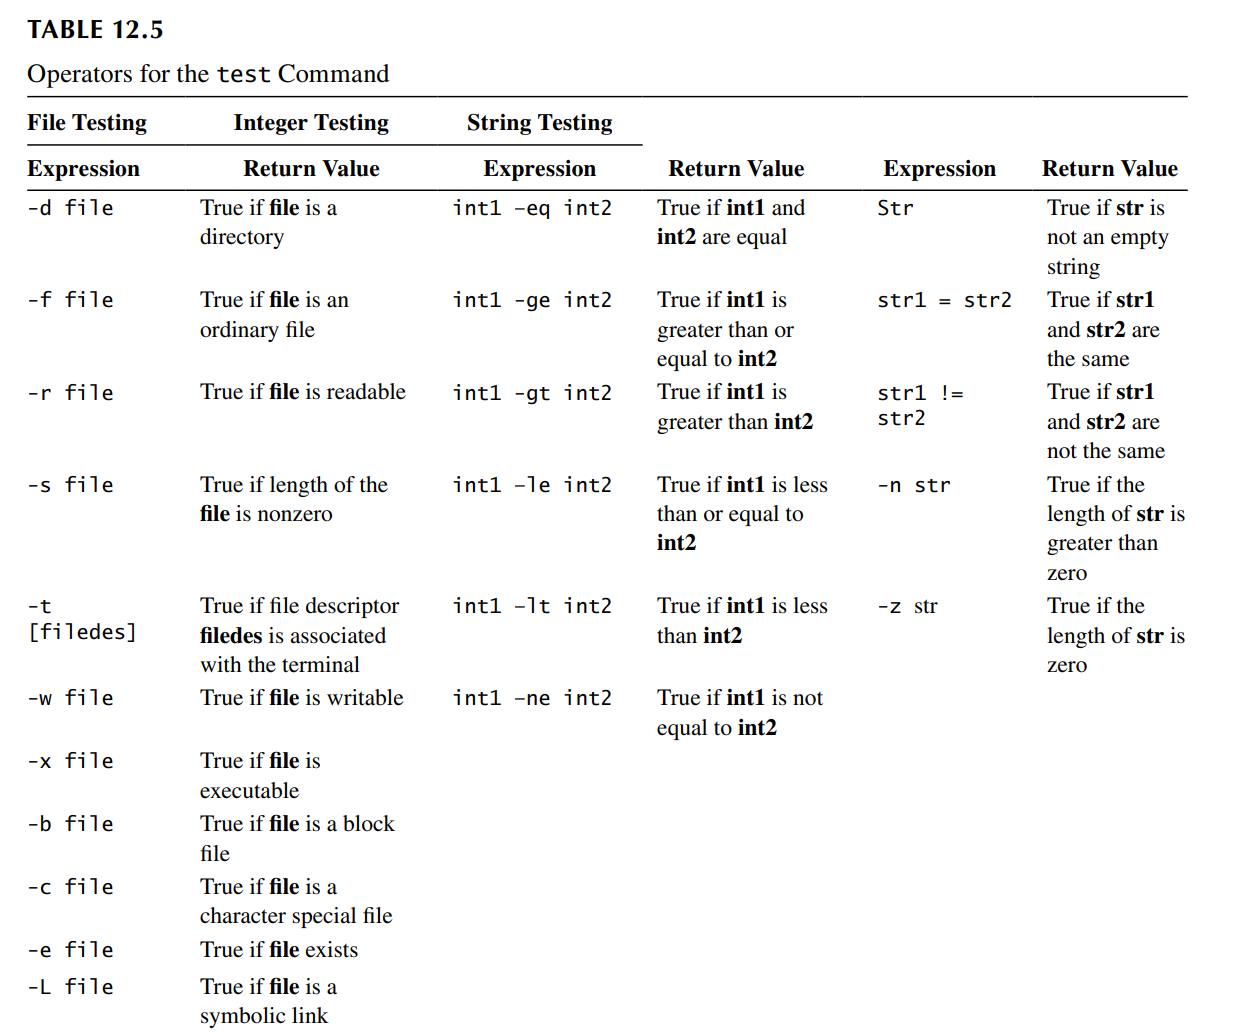 TABLE 12.5
Operators for the test Command
File Testing Integer Testing String Testing
Expression Return Value Expression Return Value Expression Return Value
-d file True if file is a int1 –eq int2 True if int1 and Str True if str is
directory int2 are equal not an empty
string
-f file True if file is an int1 -ge int2 True if int1 is str1 = str2 True if str1
ordinary file greater than or and str2 are
equal to int2 the same
-r file True if file is readable int1 -gt int2 True if int1 is str1 != True if str1
greater than int2 str2 and str2 are
not the same
-s file True if length of the int1 –le int2 True if int1 is less -n str True if the
file is nonzero than or equal to length of str is
int2 greater than
zero
-t True if file descriptor int1 –lt int2 True if int1 is less -z str True if the
[filedes] filedes is associated than int2 length of str is
with the terminal zero
-w file True if file is writable int1 –ne int2 True if int1 is not
equal to int2
-x file True if file is
executable
-b file True if file is a block
file
-c file True if file is a
character special file
-e file True if file exists
-L file True if file is a
symbolic link